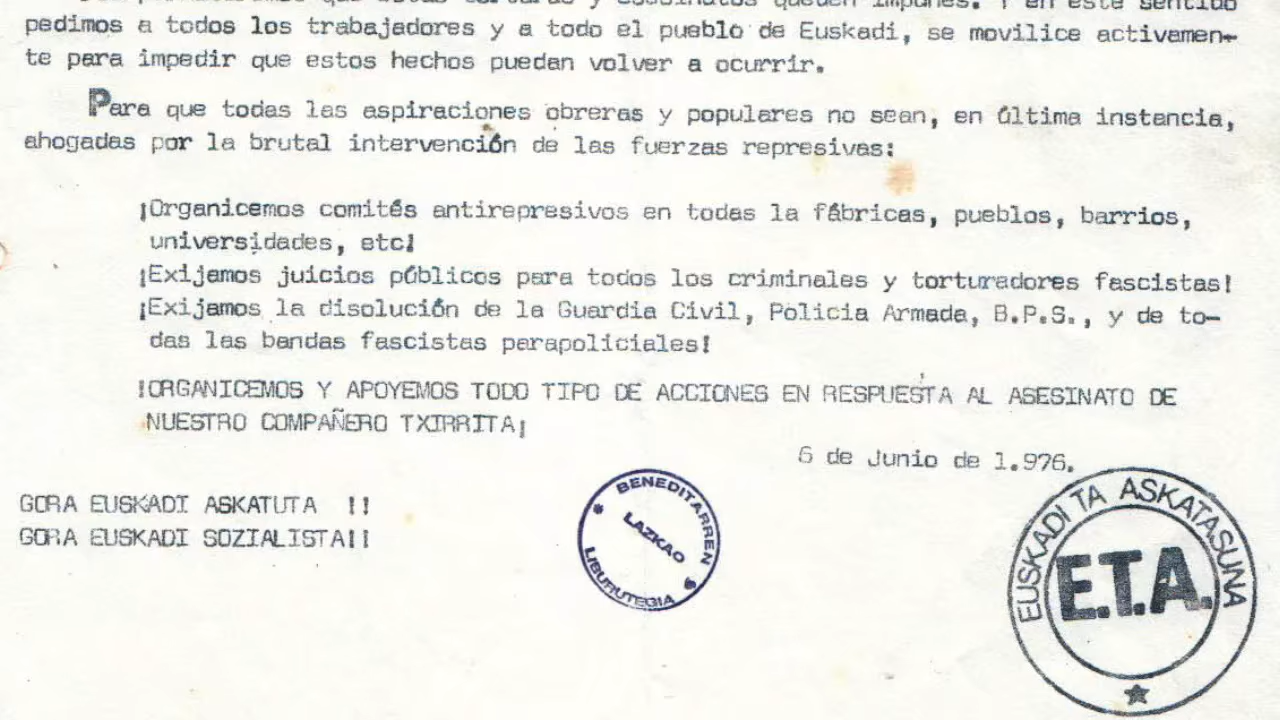 pedimos a todos los trabajadores y a todo el pueblo de Euskadi, se movilice activamen-
te para impedir que estos hechos puedan volver a ocurrir.
Para que todas las aspiraciones obreras y populares no sean, en última instancia,
ahogadas por la brutal intervención de las fuerzas represivas:
¡Organicemos comités antirepresivos en todas la fábricas, pueblos, barrios,
universidades, etc!
¡Exijamos juicios públicos para todos los criminales y torturadores fascistas!
¡Exijamos la disolución de la Guardia Civil, Policia Armada, B.P.S., y de to-
das las bandas fascistas parapoliciales!
!ORGANICEMOS Y APOYEMOS TODO TIPO DE ACCIONES EN RESPUESTA AL ASESINATO DE
NUESTRO COMPAÑERO TXIRRITA¡
6 de Junio de 1.976.
GORA EUSKADI ASKATUTA !!
GORA EUSKADI SOZIALISTA!!
BENEDITARREN
LAZKAO
LIBURUTEGIA
EUSKADI TA ASKATASUNA
E.T.A.